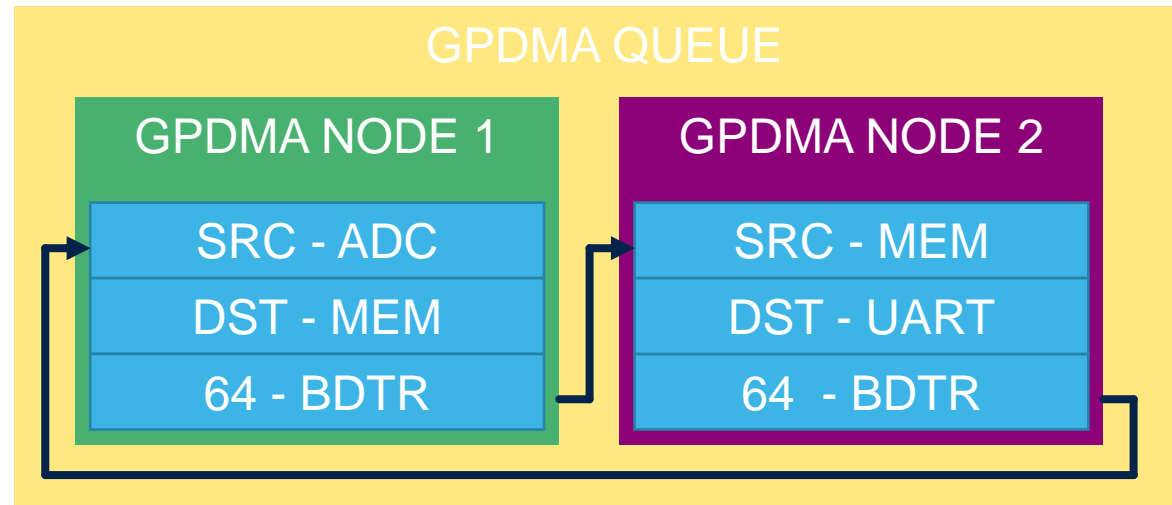 GPDMA QUEUE
GPDMA NODE 1
SRC - ADC
DST - MEM
64 - BDTR
GPDMA NODE 2
SRC - MEM
DST - UART
64 - BDTR